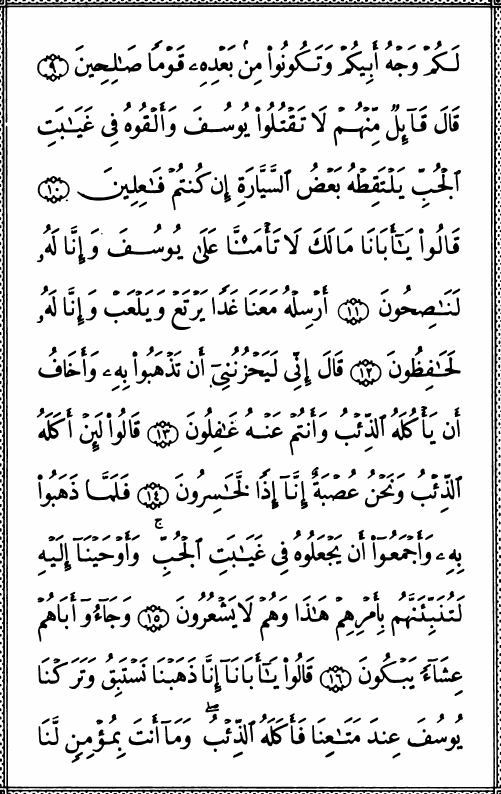 لَكُمْ وَجْهُ أَبِيكُمْ وَتَكُونُوا۟ مِنۢ بَعْدِهِۦ قَوْمًا صَـٰلِحِينَ ﴿٩﴾
قَالَ قَآئِلٌ مِّنْهُمْ لَا تَقْتُلُوا۟ يُوسُفَ وَأَلْقُوهُ فِى غَيَـٰبَتِ
ٱلْجُبِّ يَلْتَقِطْهُ بَعْضُ ٱلسَّيَّارَةِ إِن كُنتُمْ فَـٰعِلِينَ ﴿١٠﴾
قَالُوا۟ يَـٰٓأَبَانَا مَا لَكَ لَا تَأْمَ۫نَّا عَلَىٰ يُوسُفَ وَإِنَّا لَهُۥ
لَنَـٰصِحُونَ ﴿١١﴾ أَرْسِلْهُ مَعَنَا غَدًا يَرْتَعْ وَيَلْعَبْ وَإِنَّا لَهُۥ
لَحَـٰفِظُونَ ﴿١٢﴾ قَالَ إِنِّى لَيَحْزُنُنِىٓ أَن تَذْهَبُوا۟ بِهِۦ وَأَخَافُ
أَن يَأْكُلَهُ ٱلذِّئْبُ وَأَنتُمْ عَنْهُ غَـٰفِلُونَ ﴿١٣﴾ قَالُوا۟ لَئِنْ أَكَلَهُ
ٱلذِّئْبُ وَنَحْنُ عُصْبَةٌ إِنَّآ إِذًا لَّخَـٰسِرُونَ ﴿١٤﴾ فَلَمَّا ذَهَبُوا۟
بِهِۦ وَأَجْمَعُوٓا۟ أَن يَجْعَلُوهُ فِى غَيَـٰبَتِ ٱلْجُبِّ ۚ وَأَوْحَيْنَآ إِلَيْهِ
لَتُنَبِّئَنَّهُم بِأَمْرِهِمْ هَـٰذَا وَهُمْ لَا يَشْعُرُونَ ﴿١٥﴾ وَجَآءُوٓ أَبَاهُمْ
عِشَآءً يَبْكُونَ ﴿١٦﴾ قَالُوا۟ يَـٰٓأَبَانَآ إِنَّا ذَهَبْنَا نَسْتَبِقُ وَتَرَكْنَا
يُوسُفَ عِندَ مَتَـٰعِنَا فَأَكَلَهُ ٱلذِّئْبُ ۖ وَمَآ أَنتَ بِمُؤْمِنٍ لَّنَا